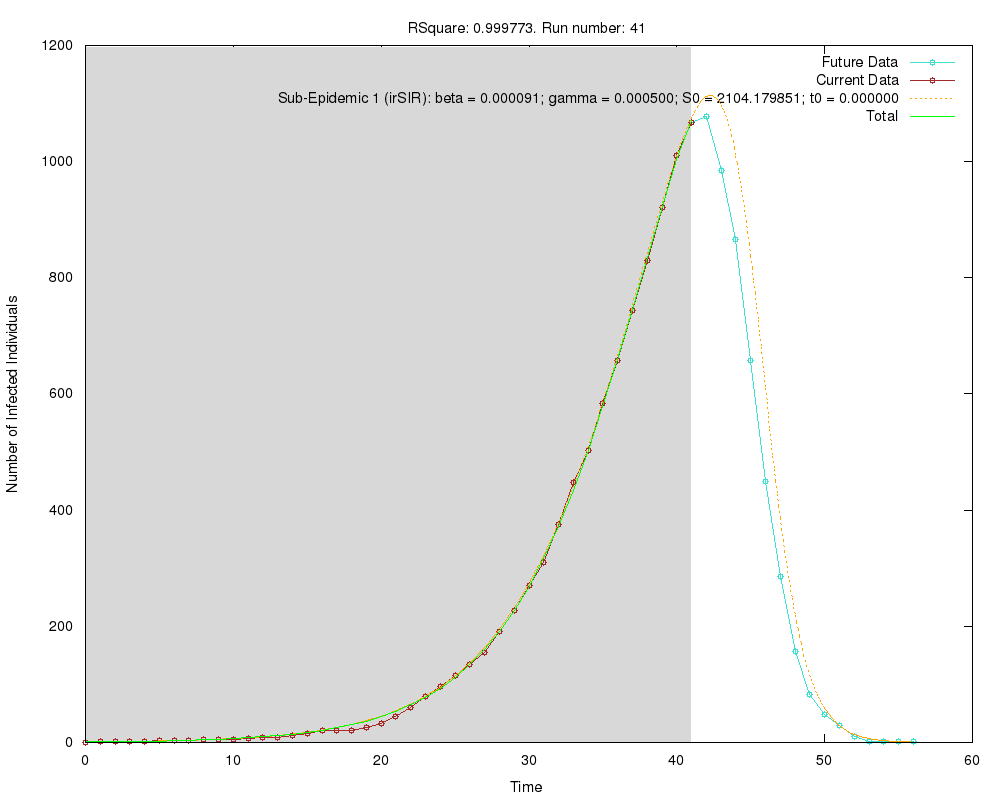 RSquare: 0.999773. Run number: 41
1200
Future Data
Current Data
Sub-Epidemic 1 (irSIR): beta = 0.000091; gamma = 0.000500; S0 = 2104.179851; t0 = 0.000000
Total
1000
800
600
400
200
0
Number of Infected Individuals
0 10 20 30 40 50 60
Time